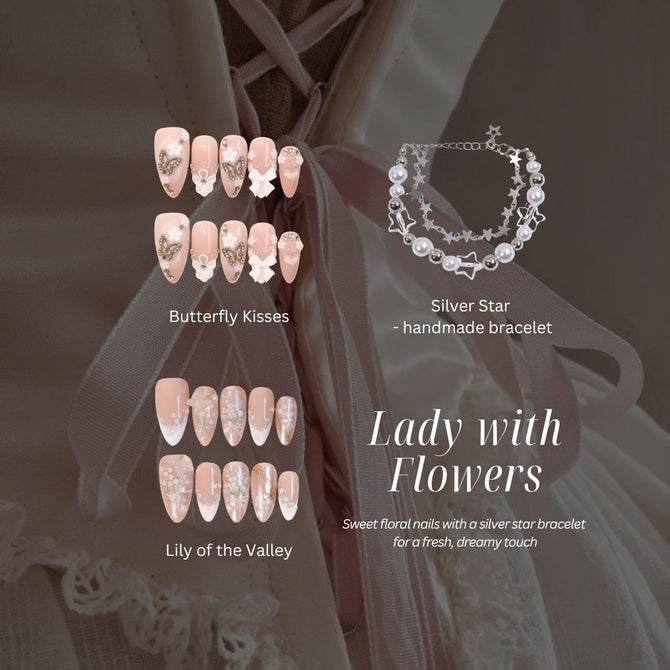 Butterfly Kisses
Silver Star
- handmade bracelet
Lily of the Valley
Lady with
Flowers
Sweet floral nails with a silver star bracelet
for a fresh, dreamy touch